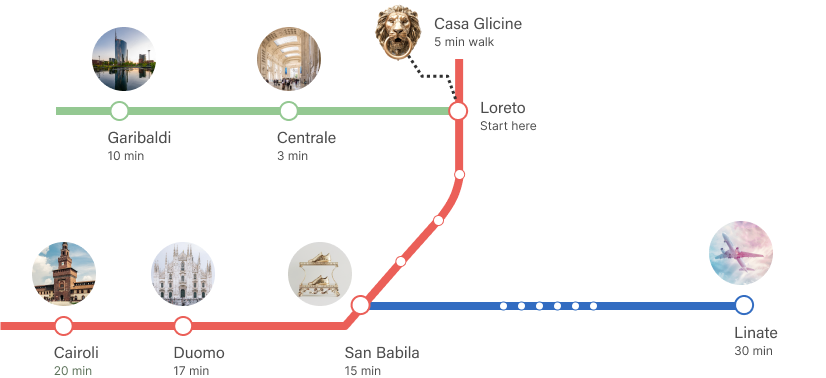 Casa Glicine
5 min walk
Loreto
Start here
Garibaldi
10 min
Centrale
3 min
Cairoli
20 min
Duomo
17 min
San Babila
15 min
Linate
30 min